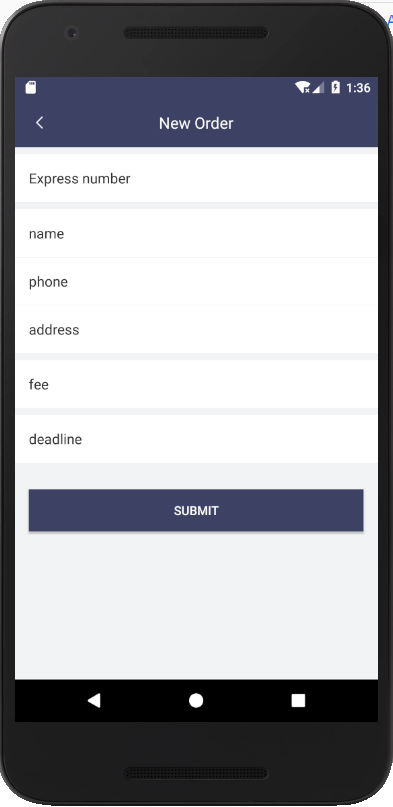 1:36
New Order
Express number
name
phone
address
fee
deadline
SUBMIT